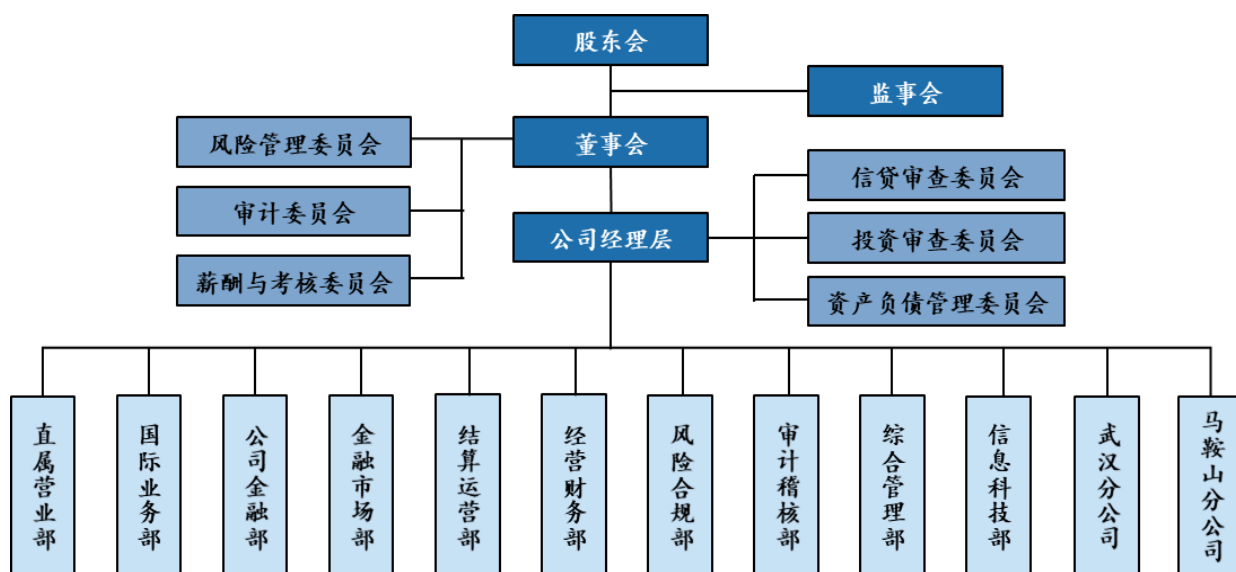 股东会
监事会
风险管理委员会
董事会
信贷审查委员会
审计委员会
公司经理层
投资审查委员会
薪酬与考核委员会
资产负债管理委员会
直属营业部
国际业务部
公司金融部
金融市场部
结算运营部
经营财务部
风险合规部
审计稽核部
综合管理部
信息科技部
武汉分公司
马鞍山分公司